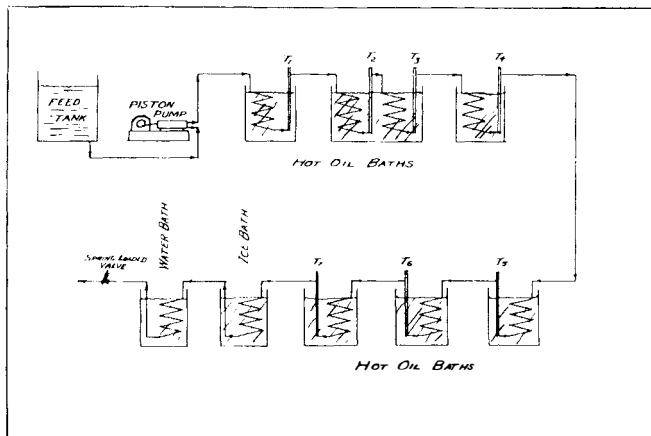 FEED
TANK
PISTON
PUMP
T1
T2
T3
T4
HOT OIL BATHS
SPRING LOADED
VALVE
WATER BATH
ICE BATH
T7
T6
T5
HOT OIL BATHS